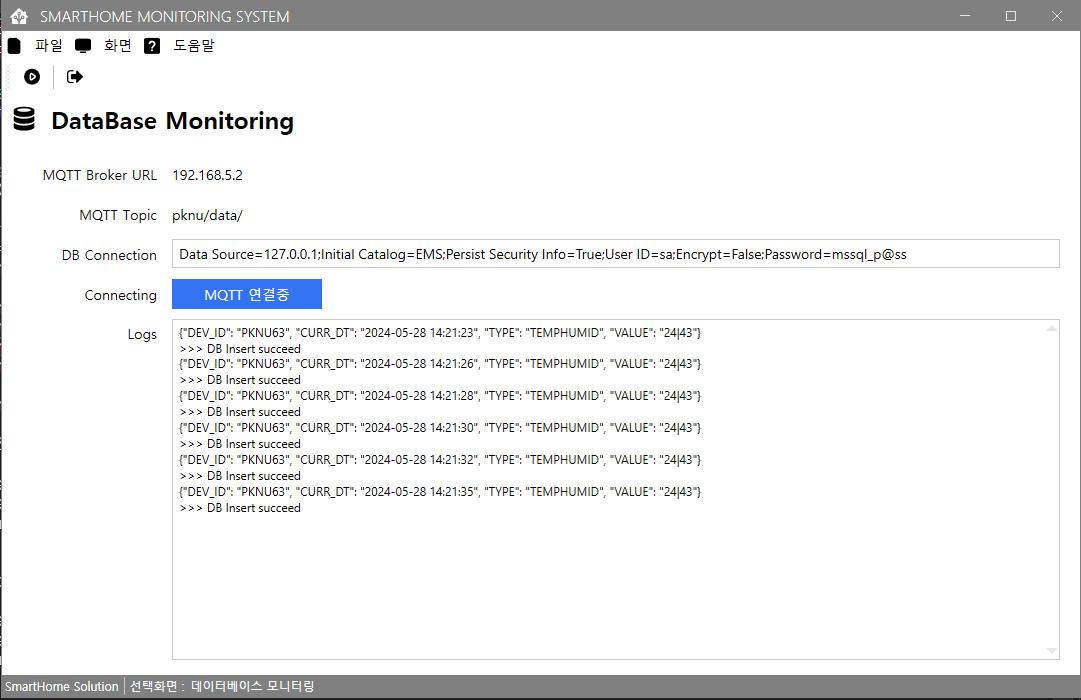 SMARTHOME MONITORING SYSTEM
파일 화면 ? 도움말
DataBase Monitoring
MQTT Broker URL 192.168.5.2
MQTT Topic pknu/data/
DB Connection Data Source=127.0.0.1;Initial Catalog=EMS;Persist Security Info=True;User ID=sa;Encrypt=False;Password=mssql_p@ss
Connecting MQTT 연결중
Logs {"DEV_ID": "PKNU63", "CURR_DT": "2024-05-28 14:21:23", "TYPE": "TEMPHUMID", "VALUE": "24|43"}
>>> DB Insert succeed
{"DEV_ID": "PKNU63", "CURR_DT": "2024-05-28 14:21:26", "TYPE": "TEMPHUMID", "VALUE": "24|43"}
>>> DB Insert succeed
{"DEV_ID": "PKNU63", "CURR_DT": "2024-05-28 14:21:28", "TYPE": "TEMPHUMID", "VALUE": "24|43"}
>>> DB Insert succeed
{"DEV_ID": "PKNU63", "CURR_DT": "2024-05-28 14:21:30", "TYPE": "TEMPHUMID", "VALUE": "24|43"}
>>> DB Insert succeed
{"DEV_ID": "PKNU63", "CURR_DT": "2024-05-28 14:21:32", "TYPE": "TEMPHUMID", "VALUE": "24|43"}
>>> DB Insert succeed
{"DEV_ID": "PKNU63", "CURR_DT": "2024-05-28 14:21:35", "TYPE": "TEMPHUMID", "VALUE": "24|43"}
>>> DB Insert succeed
SmartHome Solution 선택화면 : 데이터베이스 모니터링